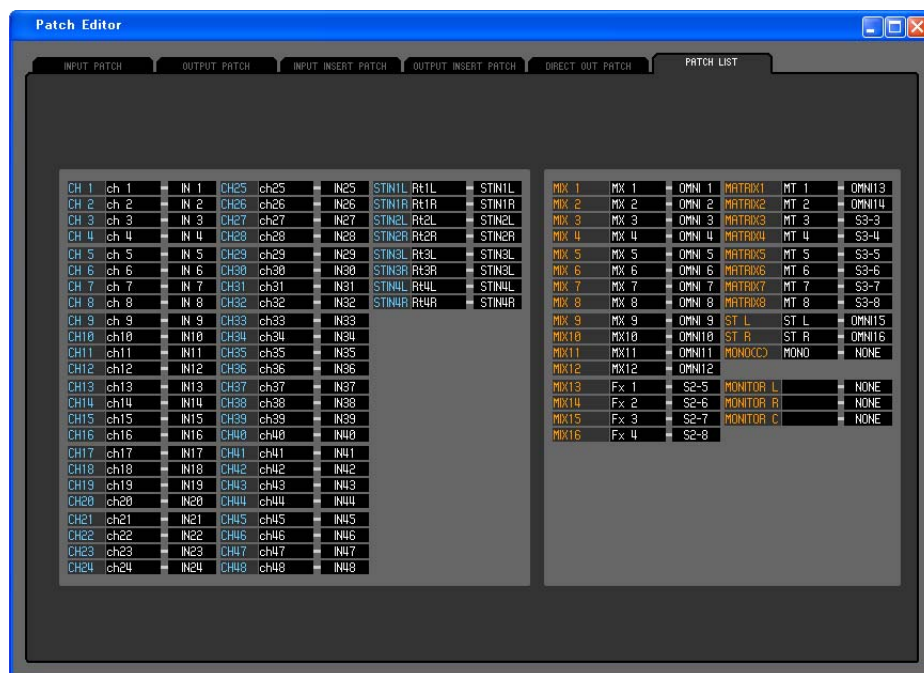 Patch Editor
INPUT PATCH OUTPUT PATCH INPUT INSERT PATCH OUTPUT INSERT PATCH DIRECT OUT PATCH PATCH LIST
CH 1 ch 1 IN 1 CH25 ch25 IN25 STIN1L Rt1L STIN1L MIX 1 MX 1 OMNI 1 MATRIX1 MT 1 OMNI13
CH 2 ch 2 IN 2 CH26 ch26 IN26 STIN1R Rt1R STIN1R MIX 2 MX 2 OMNI 2 MATRIX2 MT 2 OMNI14
CH 3 ch 3 IN 3 CH27 ch27 IN27 STIN2L Rt2L STIN2L MIX 3 MX 3 OMNI 3 MATRIX3 MT 3 S3-3
CH 4 ch 4 IN 4 CH28 ch28 IN28 STIN2R Rt2R STIN2R MIX 4 MX 4 OMNI 4 MATRIX4 MT 4 S3-4
CH 5 ch 5 IN 5 CH29 ch29 IN29 STIN3L Rt3L STIN3L MIX 5 MX 5 OMNI 5 MATRIX5 MT 5 S3-5
CH 6 ch 6 IN 6 CH30 ch30 IN30 STIN3R Rt3R STIN3R MIX 6 MX 6 OMNI 6 MATRIX6 MT 6 S3-6
CH 7 ch 7 IN 7 CH31 ch31 IN31 STIN4L Rt4L STIN4L MIX 7 MX 7 OMNI 7 MATRIX7 MT 7 S3-7
CH 8 ch 8 IN 8 CH32 ch32 IN32 STIN4R Rt4R STIN4R MIX 8 MX 8 OMNI 8 MATRIX8 MT 8 S3-8
CH 9 ch 9 IN 9 CH33 ch33 IN33 MIX 9 MX 9 OMNI 9 ST L ST L OMNI15
CH10 ch10 IN10 CH34 ch34 IN34 MIX10 MX10 OMNI10 ST R ST R OMNI16
CH11 ch11 IN11 CH35 ch35 IN35 MIX11 MX11 OMNI11 MONO(C) MONO NONE
CH12 ch12 IN12 CH36 ch36 IN36 MIX12 MX12 OMNI12
CH13 ch13 IN13 CH37 ch37 IN37 MIX13 Fx 1 S2-5 MONITOR L NONE
CH14 ch14 IN14 CH38 ch38 IN38 MIX14 Fx 2 S2-6 MONITOR R NONE
CH15 ch15 IN15 CH39 ch39 IN39 MIX15 Fx 3 S2-7 MONITOR C NONE
CH16 ch16 IN16 CH40 ch40 IN40 MIX16 Fx 4 S2-8
CH17 ch17 IN17 CH41 ch41 IN41
CH18 ch18 IN18 CH42 ch42 IN42
CH19 ch19 IN19 CH43 ch43 IN43
CH20 ch20 IN20 CH44 ch44 IN44
CH21 ch21 IN21 CH45 ch45 IN45
CH22 ch22 IN22 CH46 ch46 IN46
CH23 ch23 IN23 CH47 ch47 IN47
CH24 ch24 IN24 CH48 ch48 IN48